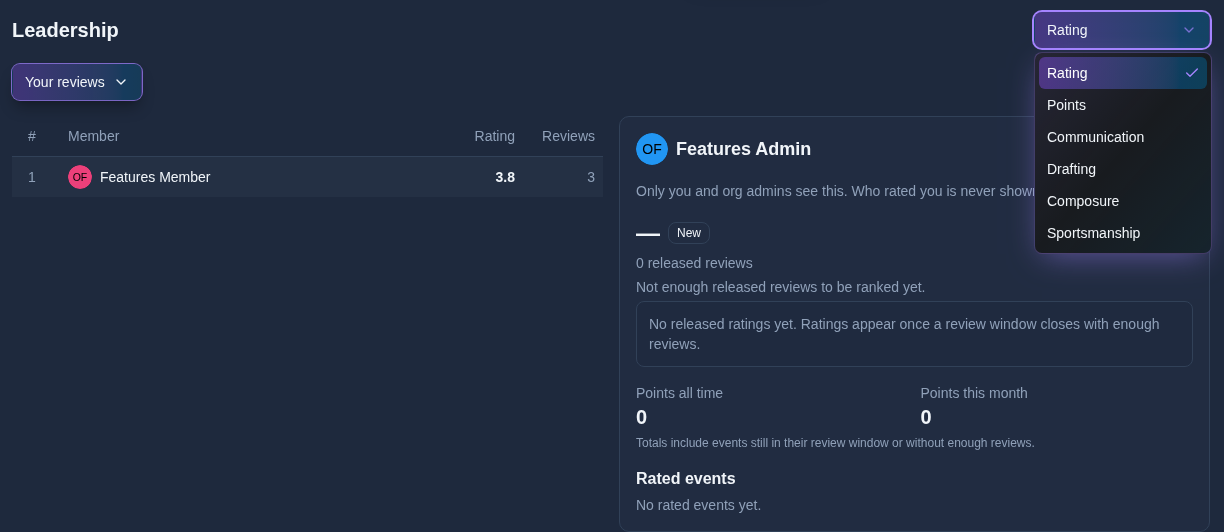 Leadership
Rating
Your reviews
Rating
Points
Communication
Drafting
Composure
Sportsmanship
# Member Rating Reviews
1 OF Features Member 3.8 3
OF Features Admin
Only you and org admins see this. Who rated you is never show
— New
0 released reviews
Not enough released reviews to be ranked yet.
No released ratings yet. Ratings appear once a review window closes with enough
reviews.
Points all time Points this month
0 0
Totals include events still in their review window or without enough reviews.
Rated events
No rated events yet.